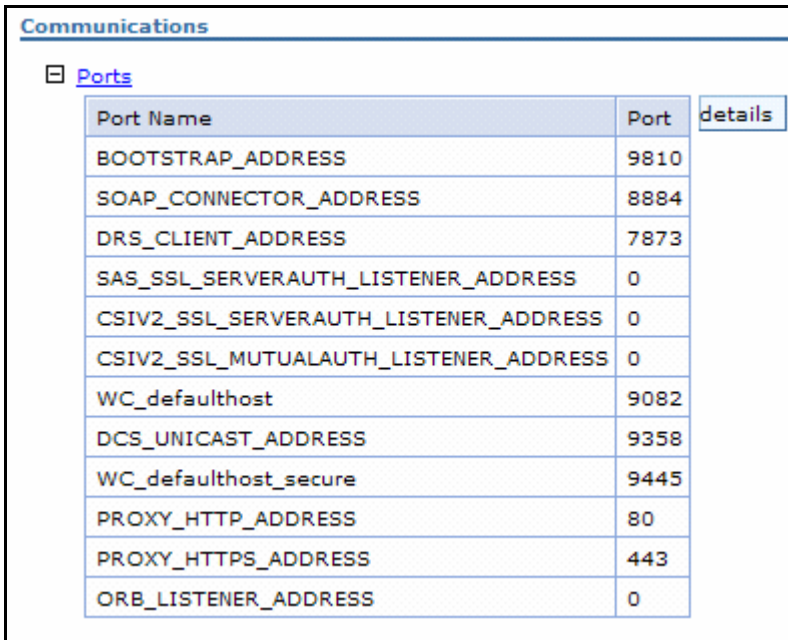 Communications
Ports
Port Name Port details
BOOTSTRAP_ADDRESS 9810
SOAP_CONNECTOR_ADDRESS 8884
DRS_CLIENT_ADDRESS 7873
SAS_SSL_SERVERAUTH_LISTENER_ADDRESS 0
CSIV2_SSL_SERVERAUTH_LISTENER_ADDRESS 0
CSIV2_SSL_MUTUALAUTH_LISTENER_ADDRESS 0
WC_defaulthost 9082
DCS_UNICAST_ADDRESS 9358
WC_defaulthost_secure 9445
PROXY_HTTP_ADDRESS 80
PROXY_HTTPS_ADDRESS 443
ORB_LISTENER_ADDRESS 0